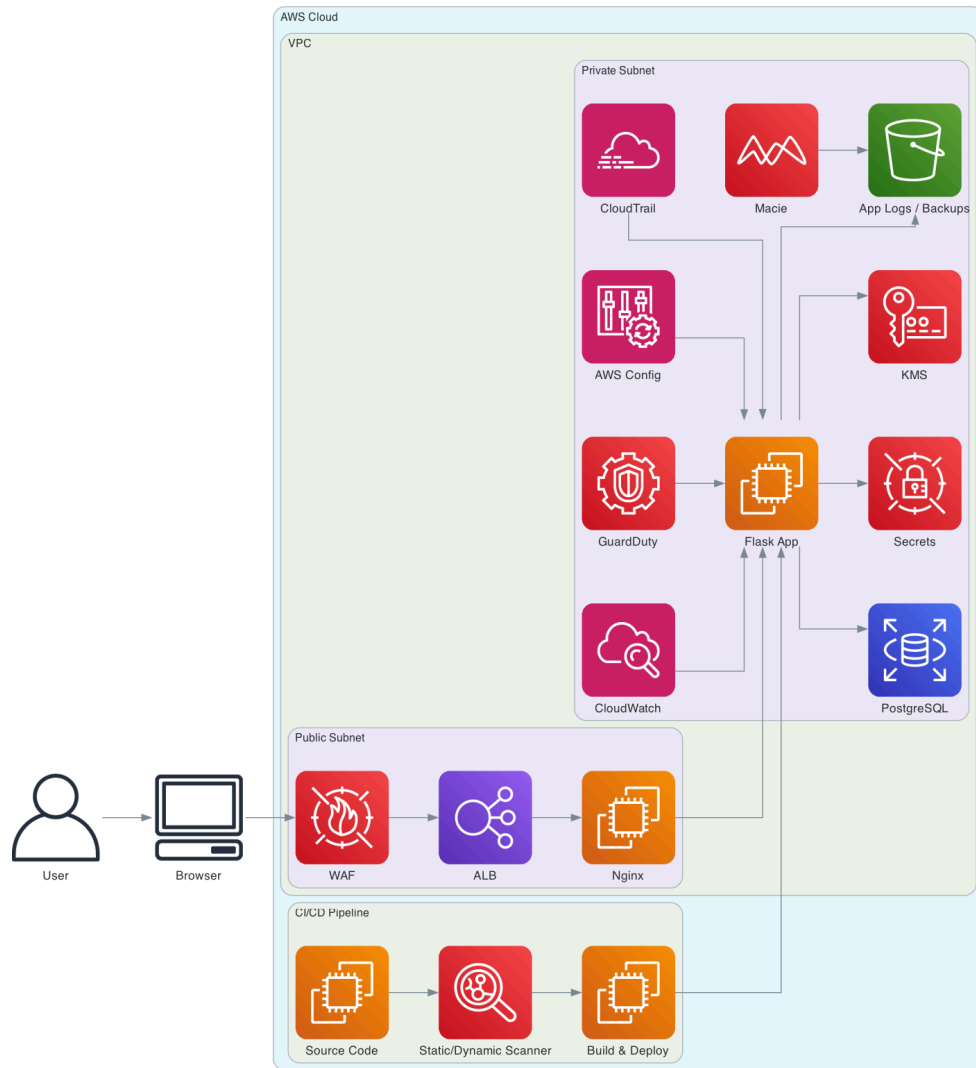 AWS Cloud
VPC
Private Subnet
CloudTrail
Macie
App Logs / Backups
AWS Config
KMS
GuardDuty
Flask App
Secrets
CloudWatch
PostgreSQL
Public Subnet
User
Browser
WAF
ALB
Nginx
CI/CD Pipeline
Source Code
Static/Dynamic Scanner
Build & Deploy